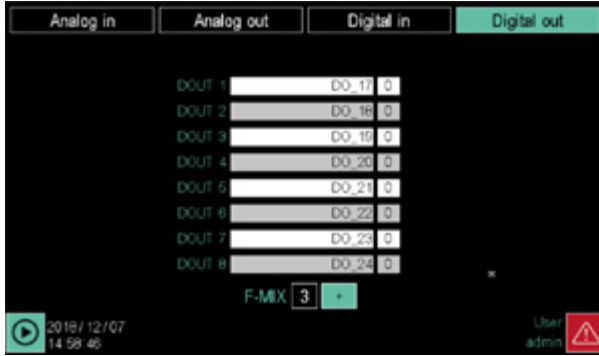 Analog in Analog out Digital in Digital out
DOUT 1 DO_17 0
DOUT 2 DO_18 0
DOUT 3 DO_19 0
DOUT 4 DO_20 0
DOUT 5 DO_21 0
DOUT 6 DO_22 0
DOUT 7 DO_23 0
DOUT 8 DO_24 0
F-MIX 3 +
2018/12/07 User
14:58:46 admin